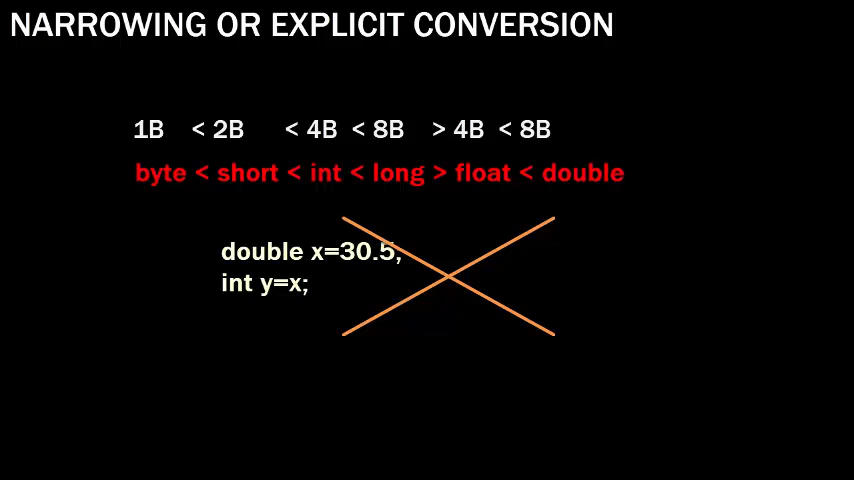 NARROWING OR EXPLICIT CONVERSION
1B < 2B < 4B < 8B > 4B < 8B
byte < short < int < long > float < double
double x=30.5;
int y=x;